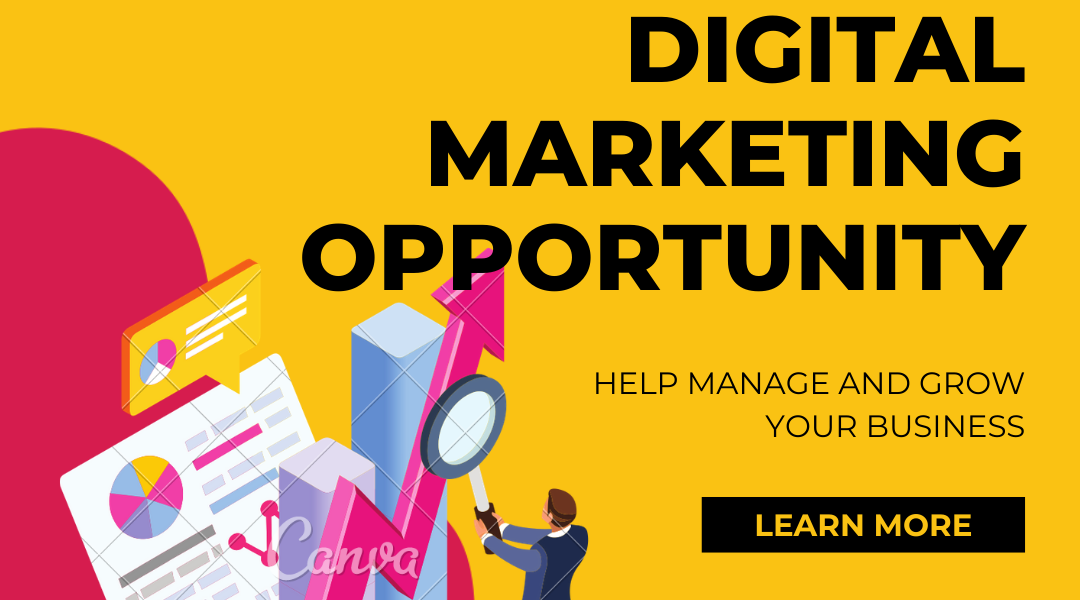 DIGITAL
MARKETING
OPPORTUNITY
HELP MANAGE AND GROW
YOUR BUSINESS
LEARN MORE
Canva